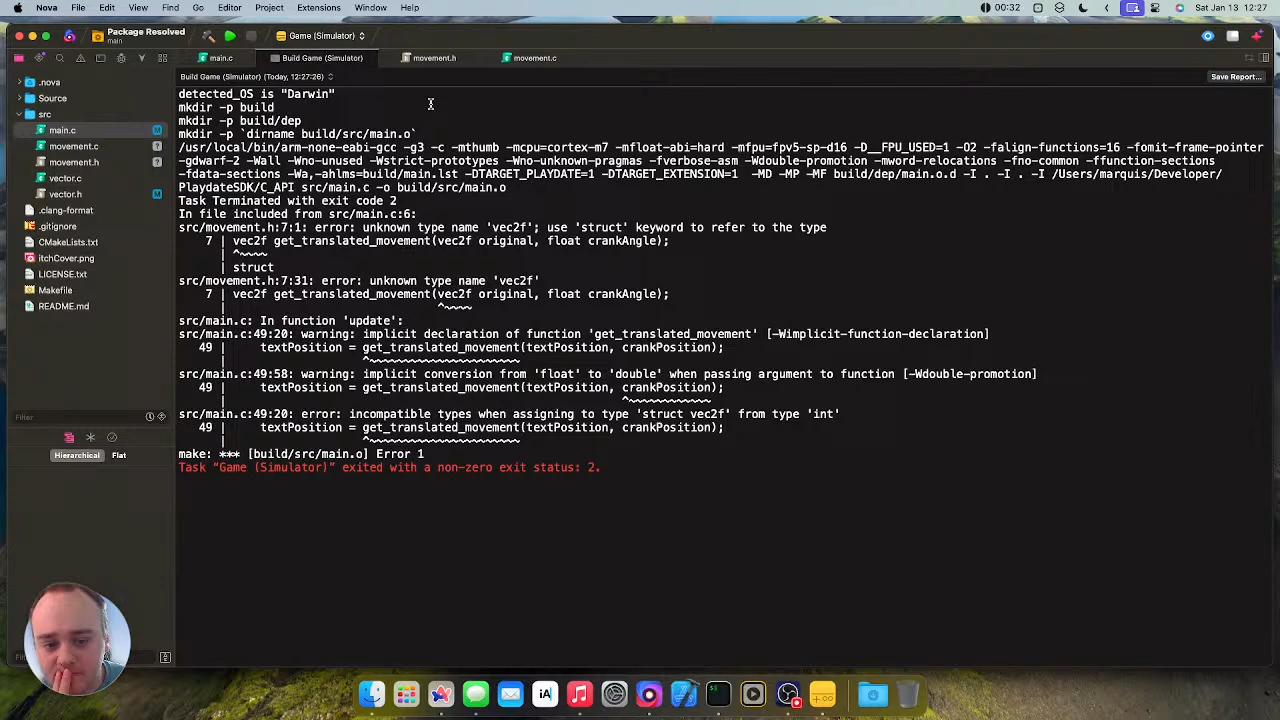 Nova File Edit View Find Go Editor Project Extensions Window Help
00:32 Sat Jan 13 12:27
Package Resolved
main
Game (Simulator)
main.c
Build Game (Simulator)
movement.h
movement.c
Build Game (Simulator) (Today, 12:27:26)
Save Report...
.nova
Source
src
main.c M
movement.c ?
movement.h ?
vector.c
vector.h M
.clang-format
.gitignore
CMakeLists.txt
itchCover.png
LICENSE.txt
Makefile
README.md
Filter
Hierarchical Flat
detected_OS is "Darwin"
mkdir -p build
mkdir -p build/dep
mkdir -p `dirname build/src/main.o`
/usr/local/bin/arm-none-eabi-gcc -g3 -c -mthumb -mcpu=cortex-m7 -mfloat-abi=hard -mfpu=fpv5-sp-d16 -D__FPU_USED=1 -O2 -falign-functions=16 -fomit-frame-pointer
-gdwarf-2 -Wall -Wno-unused -Wstrict-prototypes -Wno-unknown-pragmas -fverbose-asm -Wdouble-promotion -mword-relocations -fno-common -ffunction-sections
-fdata-sections -Wa,-ahlms=build/main.lst -DTARGET_PLAYDATE=1 -DTARGET_EXTENSION=1  -MD -MP -MF build/dep/main.o.d -I . -I . -I /Users/marquis/Developer/
PlaydateSDK/C_API src/main.c -o build/src/main.o
Task Terminated with exit code 2
In file included from src/main.c:6:
src/movement.h:7:1: error: unknown type name 'vec2f'; use 'struct' keyword to refer to the type
7 | vec2f get_translated_movement(vec2f original, float crankAngle);
| ^~~~~
| struct
src/movement.h:7:31: error: unknown type name 'vec2f'
7 | vec2f get_translated_movement(vec2f original, float crankAngle);
| ^~~~~
src/main.c: In function 'update':
src/main.c:49:20: warning: implicit declaration of function 'get_translated_movement' [-Wimplicit-function-declaration]
49 | textPosition = get_translated_movement(textPosition, crankPosition);
| ^~~~~~~~~~~~~~~~~~~~~~~
src/main.c:49:58: warning: implicit conversion from 'float' to 'double' when passing argument to function [-Wdouble-promotion]
49 | textPosition = get_translated_movement(textPosition, crankPosition);
| ^~~~~~~~~~~~~
src/main.c:49:20: error: incompatible types when assigning to type 'struct vec2f' from type 'int'
49 | textPosition = get_translated_movement(textPosition, crankPosition);
| ^~~~~~~~~~~~~~~~~~~~~~~
make: *** [build/src/main.o] Error 1
Task “Game (Simulator)” exited with a non-zero exit status: 2.
iA